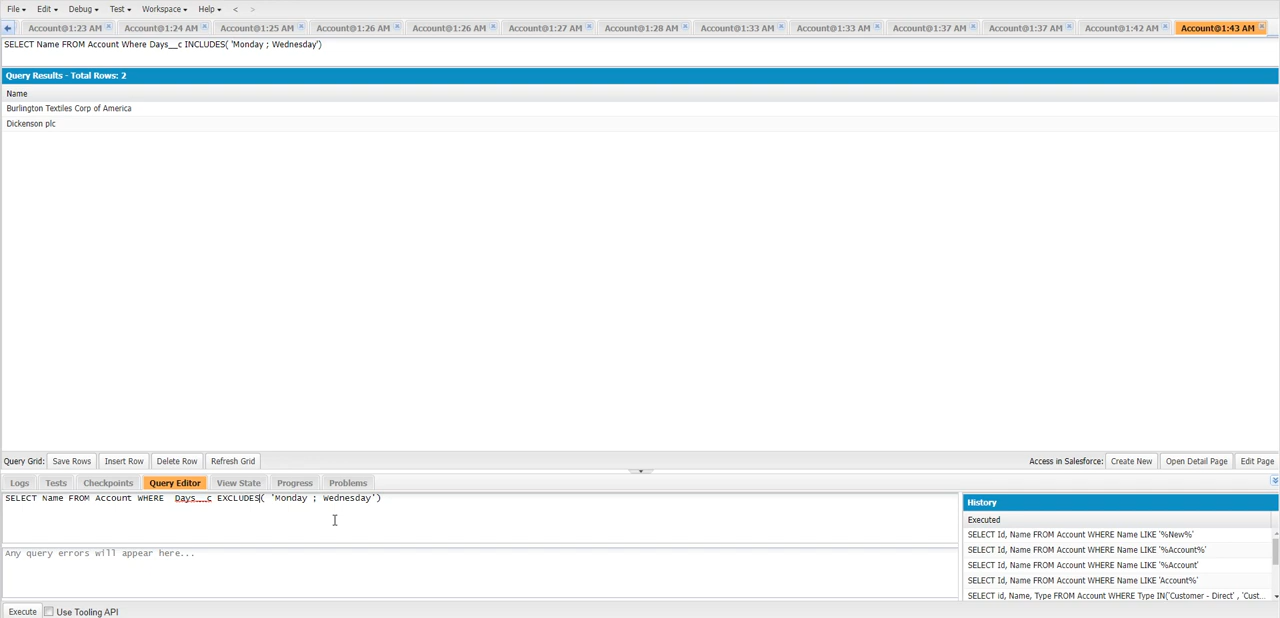 File Edit Debug Test Workspace Help < >
Account@1:23 AM Account@1:24 AM Account@1:25 AM Account@1:26 AM Account@1:26 AM Account@1:27 AM Account@1:28 AM Account@1:33 AM Account@1:33 AM Account@1:37 AM Account@1:37 AM Account@1:42 AM Account@1:43 AM
SELECT Name FROM Account Where Days__c INCLUDES( 'Monday ; Wednesday')
Query Results - Total Rows: 2
Name
Burlington Textiles Corp of America
Dickenson plc
Query Grid: Save Rows Insert Row Delete Row Refresh Grid Access in Salesforce: Create New Open Detail Page Edit Page
Logs Tests Checkpoints Query Editor View State Progress Problems
SELECT Name FROM Account WHERE Days__c EXCLUDES( 'Monday ; Wednesday')
Any query errors will appear here...
History
Executed
SELECT Id, Name FROM Account WHERE Name LIKE '%New%'
SELECT Id, Name FROM Account WHERE Name LIKE '%Account%'
SELECT Id, Name FROM Account WHERE Name LIKE '%Account'
SELECT Id, Name FROM Account WHERE Name LIKE 'Account%'
SELECT id, Name, Type FROM Account WHERE Type IN('Customer - Direct' , 'Cust...
Execute Use Tooling API